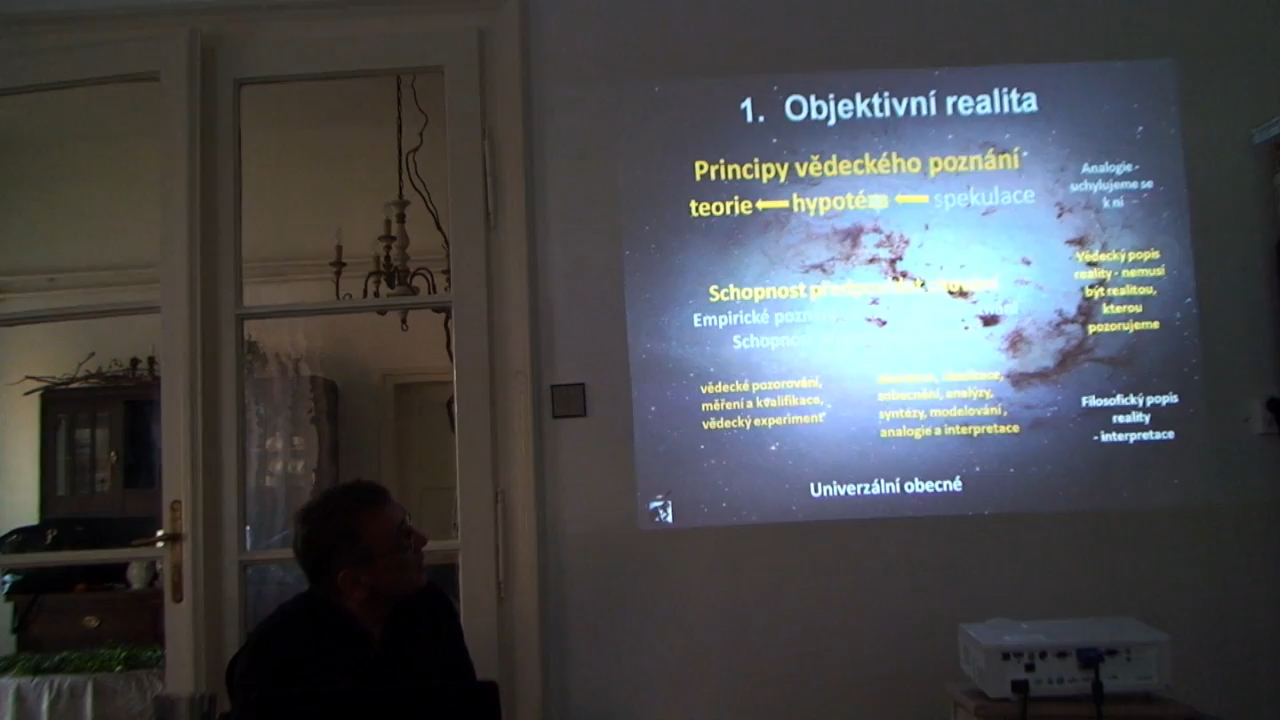 1. Objektivní realita
Principy vědeckého poznání
teorie hypotéza spekulace
Analogie -
uchylujeme se
k ní
Schopnost
Empirické
Schopnost
Vědecký popis
reality - nemusí
být realitou,
kterou
pozorujeme
vědecké pozorování,
měření a kvalifikace,
vědecký experiment
zobecnění, analýzy,
syntézy, modelování,
analogie a interpretace
Filosofický popis
reality
- interpretace
Univerzální obecné